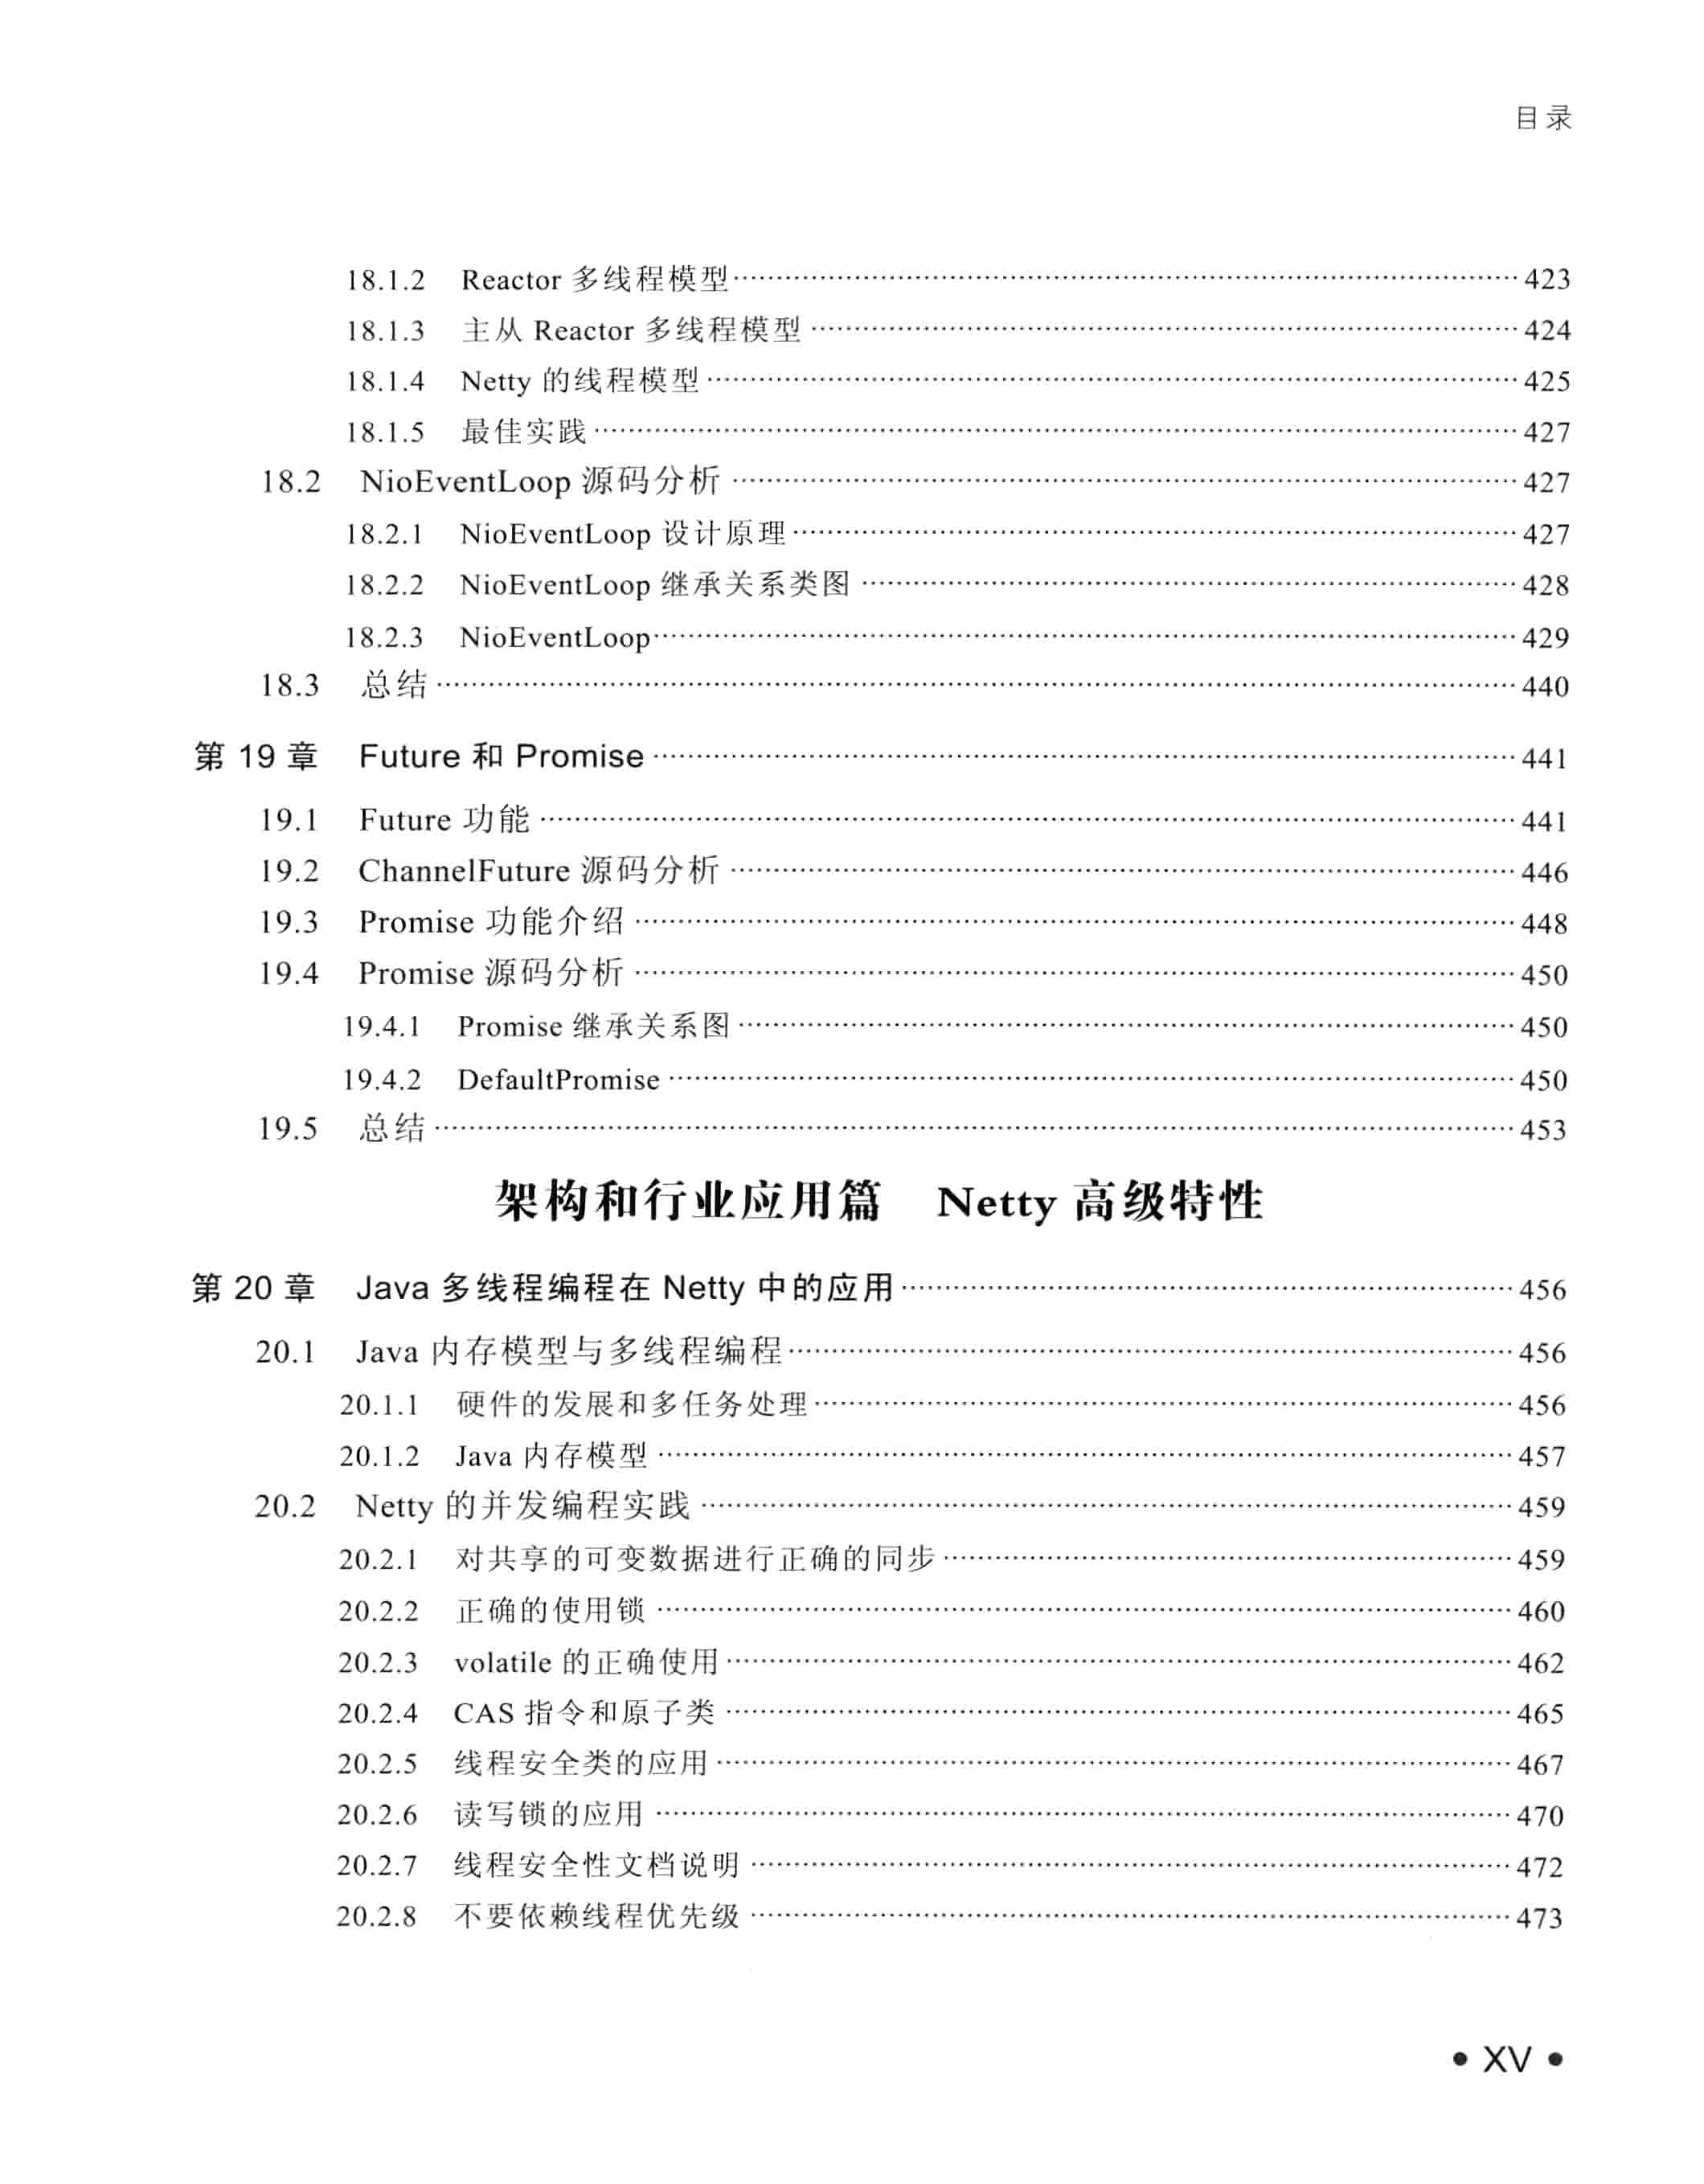 目录
18.1.2 Reactor 多线程模型 423
18.1.3 主从 Reactor 多线程模型 424
18.1.4 Netty 的线程模型 425
18.1.5 最佳实践 427
18.2 NioEventLoop 源码分析 427
18.2.1 NioEventLoop 设计原理 427
18.2.2 NioEventLoop 继承关系类图 428
18.2.3 NioEventLoop 429
18.3 总结 440
第 19 章 Future 和 Promise 441
19.1 Future 功能 441
19.2 ChannelFuture 源码分析 446
19.3 Promise 功能介绍 448
19.4 Promise 源码分析 450
19.4.1 Promise 继承关系图 450
19.4.2 DefaultPromise 450
19.5 总结 453
架构和行业应用篇 Netty 高级特性
第 20 章 Java 多线程编程在 Netty 中的应用 456
20.1 Java 内存模型与多线程编程 456
20.1.1 硬件的发展和多任务处理 456
20.1.2 Java 内存模型 457
20.2 Netty 的并发编程实践 459
20.2.1 对共享的可变数据进行正确的同步 459
20.2.2 正确的使用锁 460
20.2.3 volatile 的正确使用 462
20.2.4 CAS 指令和原子类 465
20.2.5 线程安全类的应用 467
20.2.6 读写锁的应用 470
20.2.7 线程安全性文档说明 472
20.2.8 不要依赖线程优先级 473
• XV •